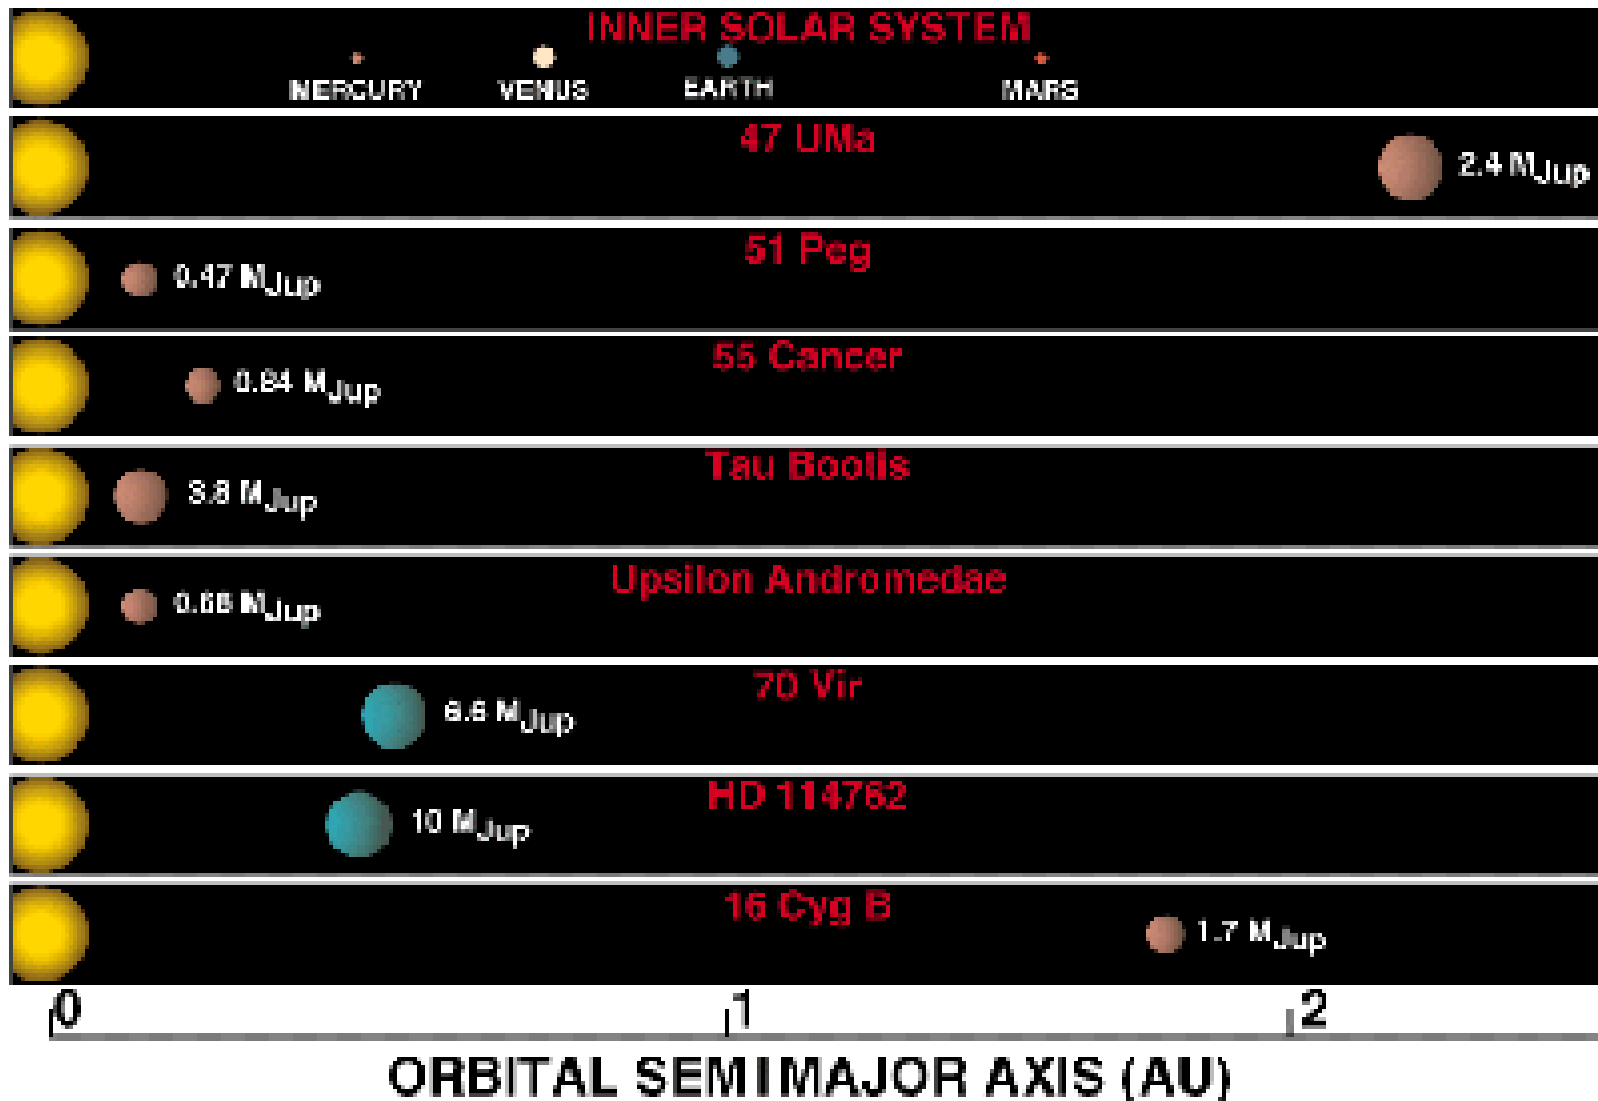 INNER SOLAR SYSTEM
MERCURY VENUS EARTH MARS
47 UMa
2.4 MJup
51 Peg
0.47 MJup
55 Cancer
0.84 MJup
Tau Bootis
3.8 MJup
Upsilon Andromedae
0.68 MJup
70 Vir
6.6 MJup
HD 114762
10 MJup
16 Cyg B
1.7 MJup
0 1 2
ORBITAL SEMIMAJOR AXIS (AU)